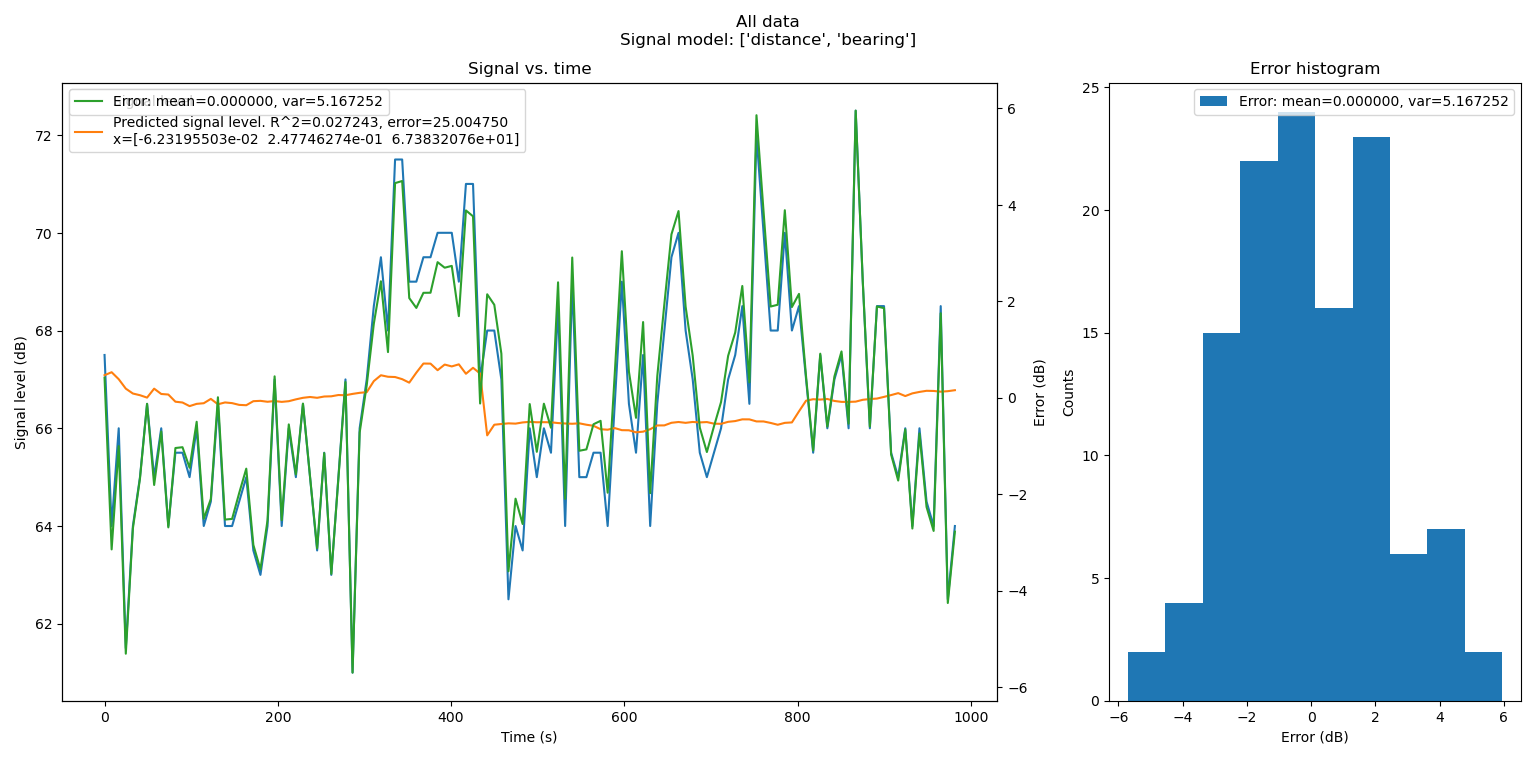 All data
Signal model: ['distance', 'bearing']
Signal vs. time
Error: mean=0.000000, var=5.167252
Predicted signal level. R^2=0.027243, error=25.004750
x=[-6.23195503e-02 2.47746274e-01 6.73832076e+01]
Signal level (dB)
72
70
68
66
64
62
0
200
400
600
800
1000
Time (s)
6
4
2
0
−2
−4
−6
Error (dB)
Error histogram
Error: mean=0.000000, var=5.167252
Counts
25
20
15
10
5
0
−6
−4
−2
0
2
4
6
Error (dB)